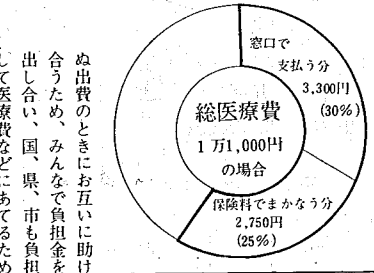 窓口で
支払う分
3,300円
(30%)
総医療費
1万1,000円
の場合
保険料でまかなう分
2,750円
(25%)
ぬ出費のときにお互いに助け
合うため、みんなで負担金を
出し合い、国、県、市も負担
して医療費などにあてるため